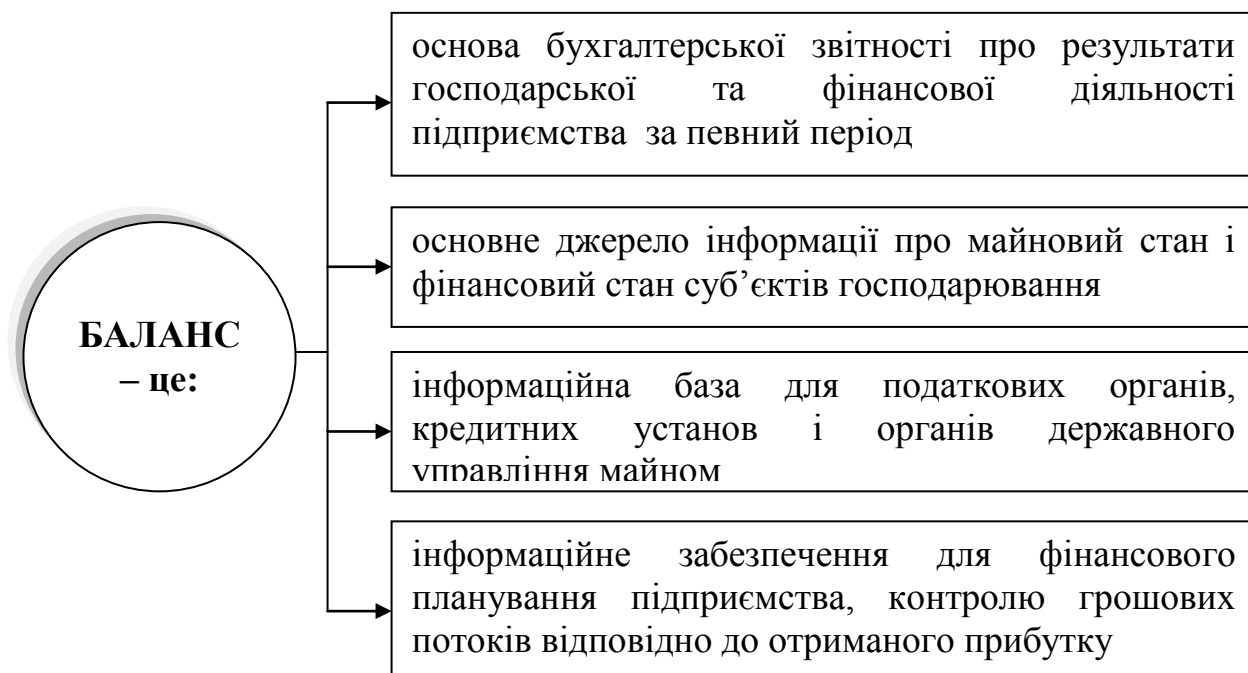 основа бухгалтерської звітності про результати
господарської та фінансової діяльності
підприємства за певний період
основне джерело інформації про майновий стан і
фінансовий стан суб’єктів господарювання
БАЛАНС
– це:
інформаційна база для податкових органів,
кредитних установ і органів державного
управління майном
інформаційне забезпечення для фінансового
планування підприємства, контролю грошових
потоків відповідно до отриманого прибутку